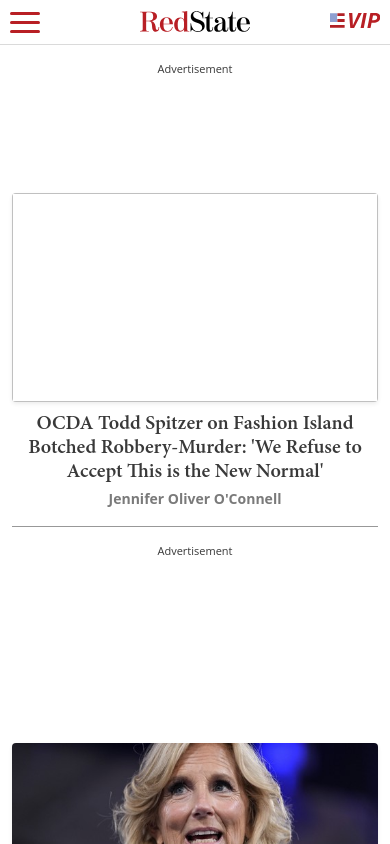 RedState
VIP
Advertisement
OCDA Todd Spitzer on Fashion Island
Botched Robbery-Murder: 'We Refuse to
Accept This is the New Normal'
Jennifer Oliver O'Connell
Advertisement